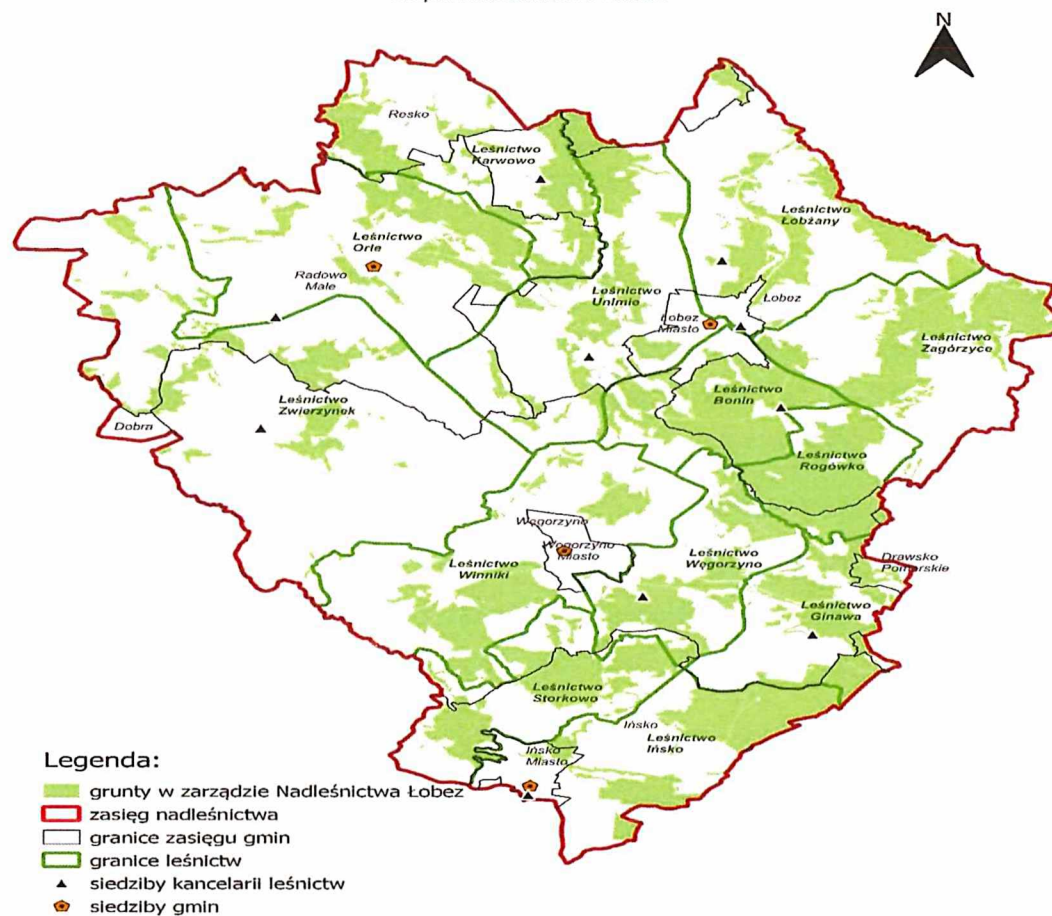 N
Resko
Leśnictwo
Karwowo
Leśnictwo
Łobżany
Leśnictwo
Orle
Radowo
Małe
Leśnictwo
Unimie
Łobez
Łobez
Miasto
Leśnictwo
Zagórzyce
Leśnictwo
Bonin
Leśnictwo
Zwierzynek
Dobra
Leśnictwo
Rogówko
Węgorzyno
Węgorzyno
Miasto
Leśnictwo
Winniki
Leśnictwo
Węgorzyno
Drawsko
Pomorskie
Leśnictwo
Ginawa
Leśnictwo
Storkowo
Ińsko
Leśnictwo
Ińsko
Ińsko
Miasto
Legenda:
grunty w zarządzie Nadleśnictwa Łobez
zasięg nadleśnictwa
granice zasięgu gmin
granice leśnictw
siedziby kancelarii leśnictw
siedziby gmin